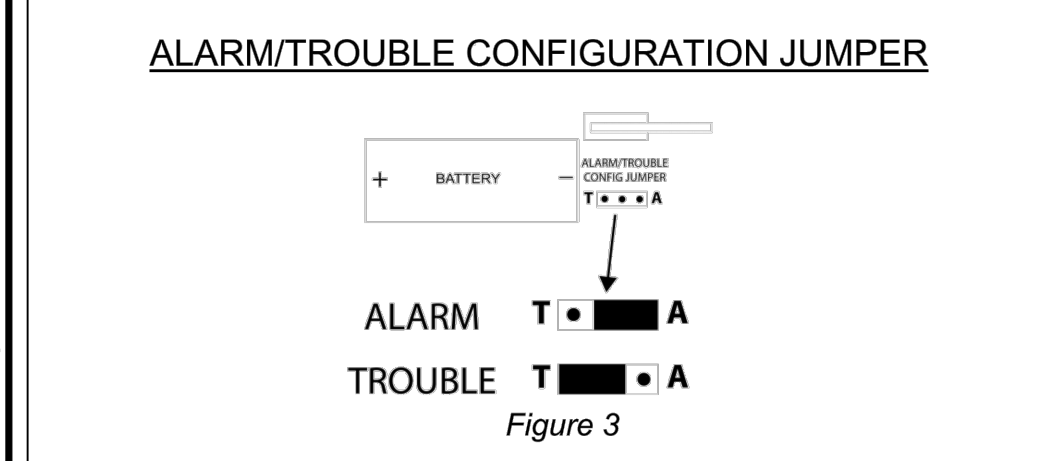 ALARM/TROUBLE CONFIGURATION JUMPER
+ BATTERY −
ALARM/TROUBLE
CONFIG JUMPER
T A
ALARM T A
TROUBLE T A
Figure 3